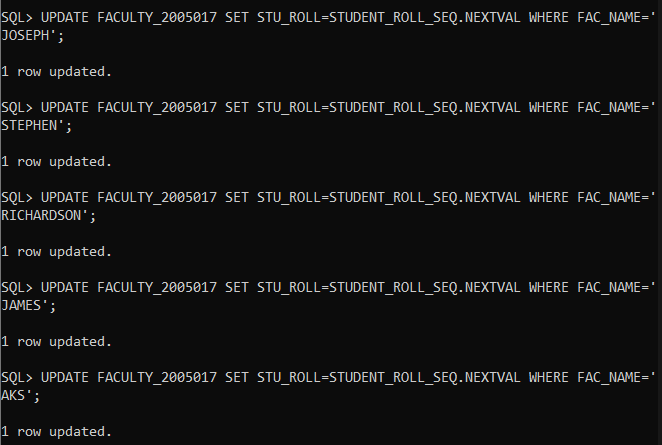 SQL> UPDATE FACULTY_2005017 SET STU_ROLL=STUDENT_ROLL_SEQ.NEXTVAL WHERE FAC_NAME='
JOSEPH';
1 row updated.
SQL> UPDATE FACULTY_2005017 SET STU_ROLL=STUDENT_ROLL_SEQ.NEXTVAL WHERE FAC_NAME='
STEPHEN';
1 row updated.
SQL> UPDATE FACULTY_2005017 SET STU_ROLL=STUDENT_ROLL_SEQ.NEXTVAL WHERE FAC_NAME='
RICHARDSON';
1 row updated.
SQL> UPDATE FACULTY_2005017 SET STU_ROLL=STUDENT_ROLL_SEQ.NEXTVAL WHERE FAC_NAME='
JAMES';
1 row updated.
SQL> UPDATE FACULTY_2005017 SET STU_ROLL=STUDENT_ROLL_SEQ.NEXTVAL WHERE FAC_NAME='
AKS';
1 row updated.